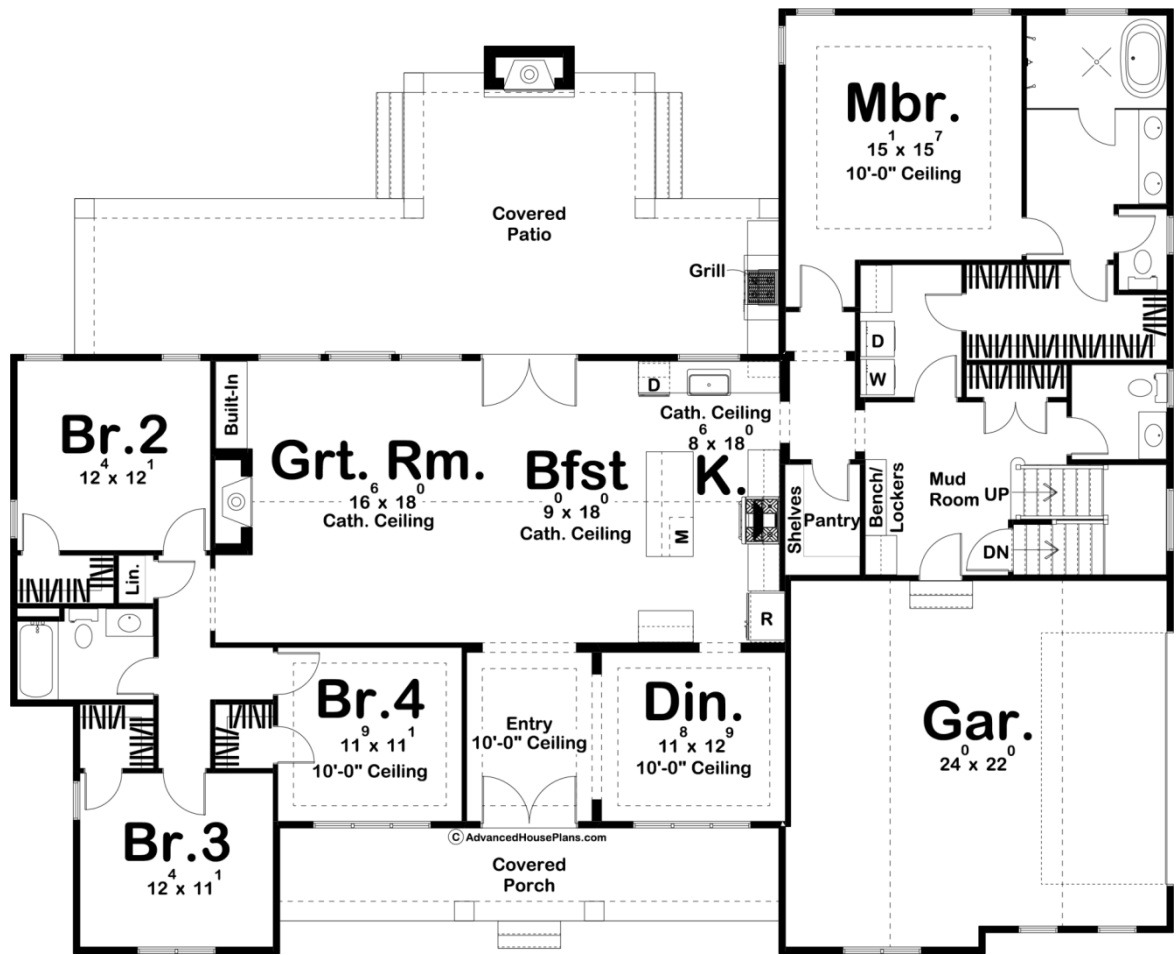 Mbr.
15¹ x 15⁷
10'-0" Ceiling
Covered
Patio
Grill
D
W
Built-In
D
Cath. Ceiling
8⁶ x 18⁰
K.
Br.2
12⁴ x 12¹
Grt. Rm.
16⁶ x 18⁰
Cath. Ceiling
Bfst
9⁰ x 18⁰
Cath. Ceiling
M
Shelves
Pantry
Bench/
Lockers
Mud
Room
UP
DN
Lin.
R
Br.4
11⁹ x 11¹
10'-0" Ceiling
Entry
10'-0" Ceiling
Din.
11⁸ x 12⁹
10'-0" Ceiling
Gar.
24⁰ x 22⁰
© AdvancedHousePlans.com
Br.3
12⁴ x 11¹
Covered
Porch